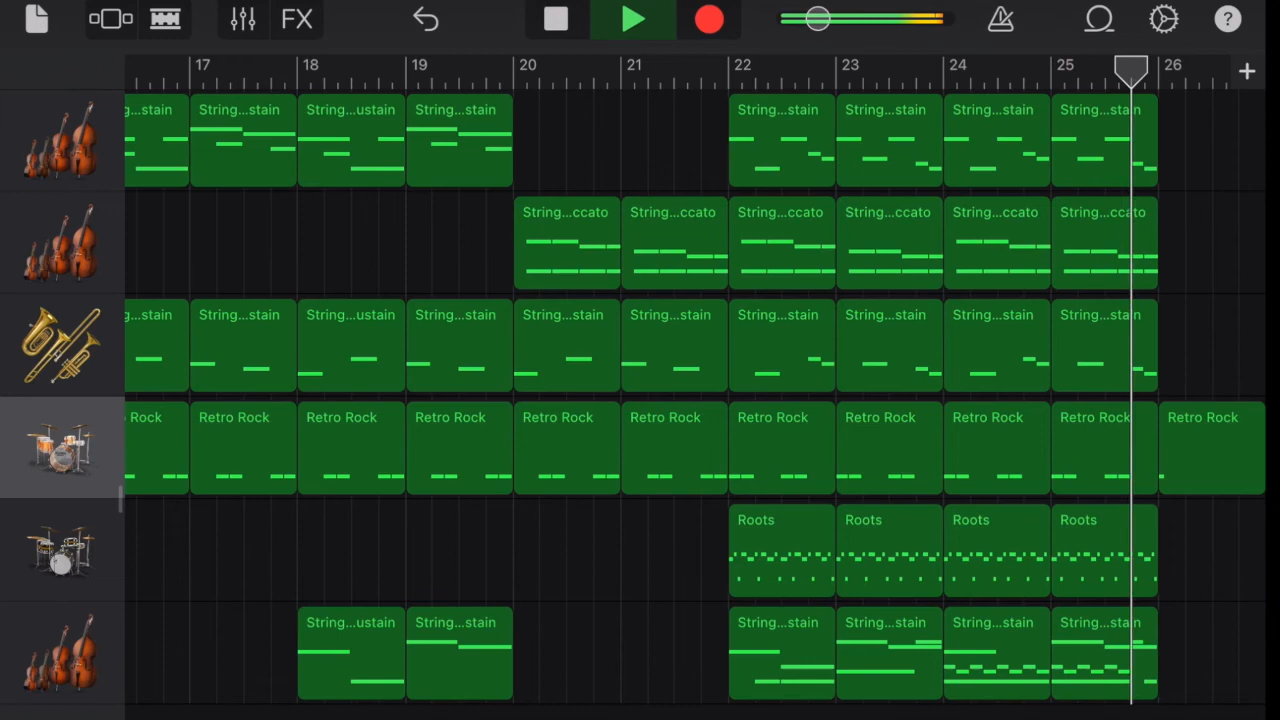 FX
?
17 18 19 20 21 22 23 24 25 26 +
g...stain String...stain String...ustain String...stain String...stain String...stain String...stain String...stain
String...ccato String...ccato String...ccato String...ccato String...ccato String...ccato
g...stain String...stain String...ustain String...stain String...stain String...stain String...stain String...stain String...stain String...stain
Rock Retro Rock Retro Rock Retro Rock Retro Rock Retro Rock Retro Rock Retro Rock Retro Rock Retro Rock Retro Rock
Roots Roots Roots Roots
String...ustain String...stain String...stain String...stain String...stain String...stain